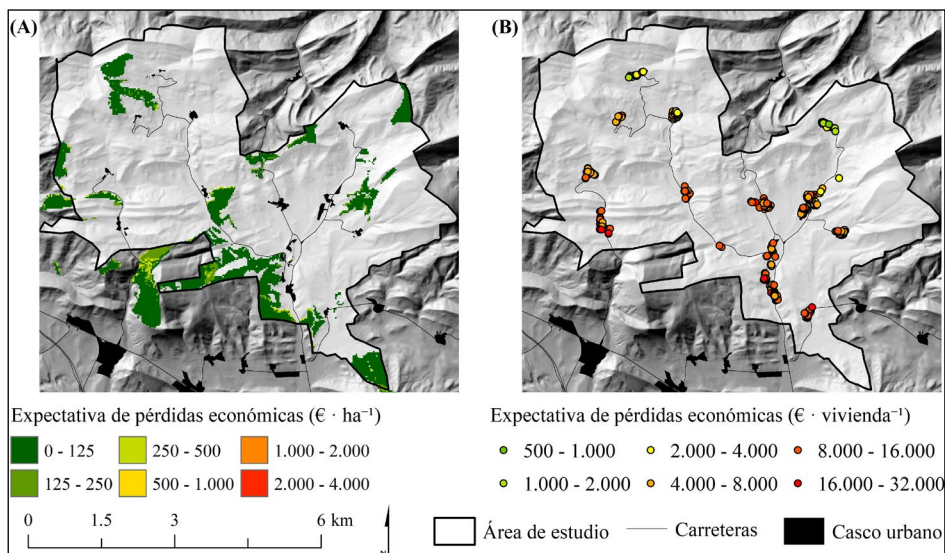 (A)
(B)
Expectativa de pérdidas económicas (€ · ha⁻¹)
0 - 125
250 - 500
1.000 - 2.000
125 - 250
500 - 1.000
2.000 - 4.000
0
1.5
3
6 km
Expectativa de pérdidas económicas (€ · vivienda⁻¹)
500 - 1.000
2.000 - 4.000
8.000 - 16.000
1.000 - 2.000
4.000 - 8.000
16.000 - 32.000
Área de estudio
Carreteras
Casco urbano